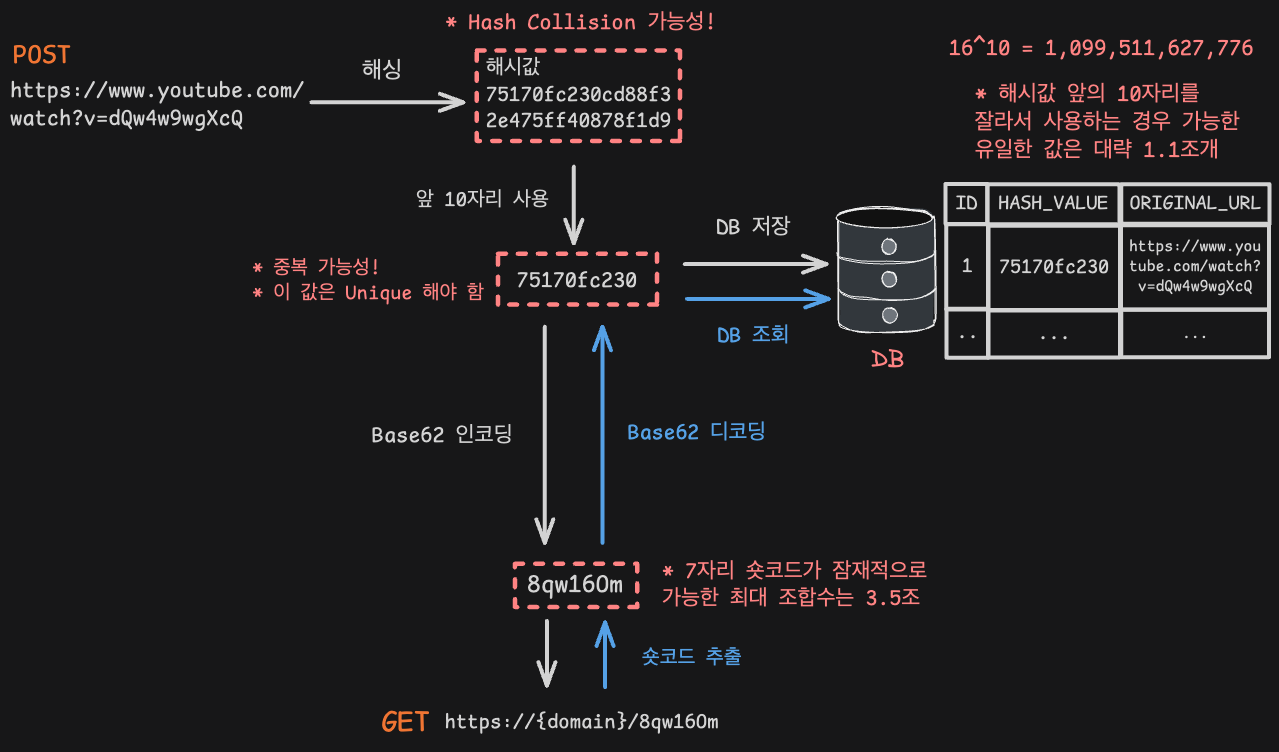 * Hash Collision 가능성!
POST
https://www.youtube.com/
watch?v=dQw4w9wgXcQ
해싱
해시값
75170fc230cd88f3
2e475ff40878f1d9
16^10 = 1,099,511,627,776
* 해시값 앞의 10자리를
잘라서 사용하는 경우 가능한
유일한 값은 대략 1.1조개
앞 10자리 사용
* 중복 가능성!
* 이 값은 Unique 해야 함
75170fc230
DB 저장
DB 조회
DB
ID HASH_VALUE ORIGINAL_URL
1 75170fc230 https://www.you
tube.com/watch?
v=dQw4w9wgXcQ
.. ... ...
Base62 인코딩
Base62 디코딩
8qw16Om
* 7자리 숏코드가 잠재적으로
가능한 최대 조합수는 3.5조
숏코드 추출
GET https://{domain}/8qw16Om